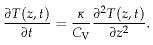 ∂T(z,t)/∂t = κ/C_V ∂²T(z,t)/∂z².